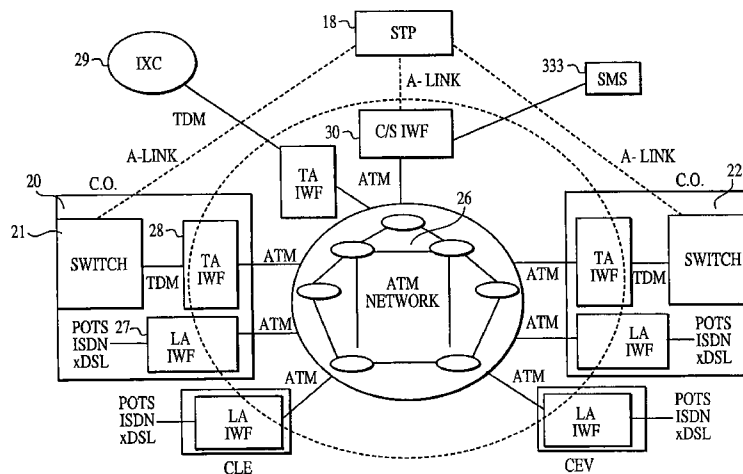 18
STP
29
IXC
333
SMS
A- LINK
TDM
30
C/S IWF
A-LINK
A- LINK
TA
IWF
ATM
20
C.O.
C.O.
22
21
28
26
SWITCH
TA
IWF
TDM
ATM
ATM
NETWORK
ATM
TA
IWF
TDM
SWITCH
27
POTS
ISDN
xDSL
LA
IWF
ATM
ATM
LA
IWF
POTS
ISDN
xDSL
ATM
ATM
POTS
ISDN
xDSL
LA
IWF
CLE
LA
IWF
POTS
ISDN
xDSL
CEV